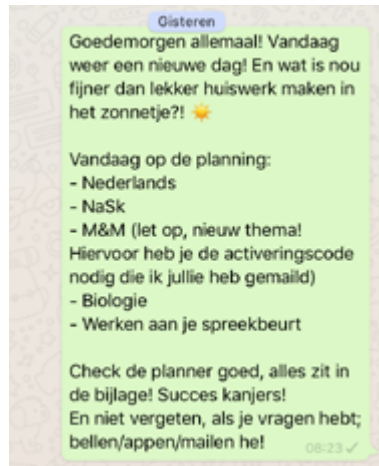 Gisteren
Goedemorgen allemaal! Vandaag
weer een nieuwe dag! En wat is nou
fijner dan lekker huiswerk maken in
het zonnetje?! ☀️
Vandaag op de planning:
- Nederlands
- NaSk
- M&M (let op, nieuw thema!
Hiervoor heb je de activeringscode
nodig die ik jullie heb gemaild)
- Biologie
- Werken aan je spreekbeurt
Check de planner goed, alles zit in
de bijlage! Succes kanjers!
En niet vergeten, als je vragen hebt;
bellen/appen/mailen he!
08:23 ✓